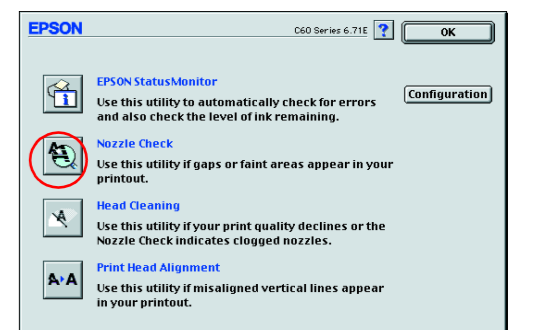 EPSON
C60 Series 6.71E
?
OK
EPSON StatusMonitor
Use this utility to automatically check for errors
and also check the level of ink remaining.
Configuration
Nozzle Check
Use this utility if gaps or faint areas appear in your
printout.
Head Cleaning
Use this utility if your print quality declines or the
Nozzle Check indicates clogged nozzles.
Print Head Alignment
Use this utility if misaligned vertical lines appear
in your printout.
A A